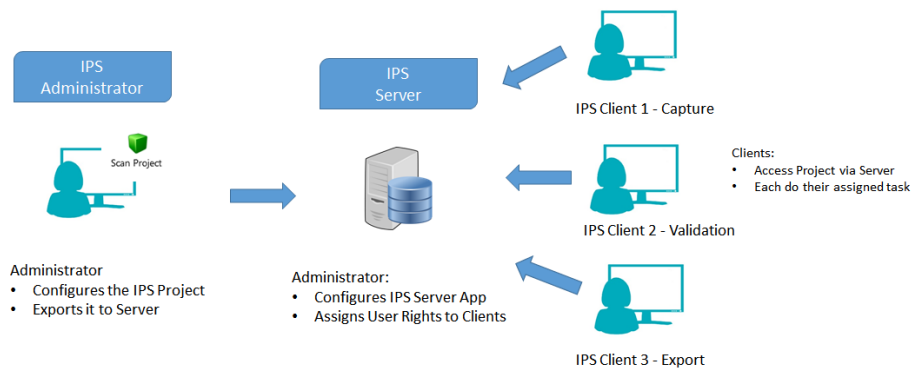 IPS
Administrator
Scan Project
Administrator
• Configures the IPS Project
• Exports it to Server
IPS
Server
Administrator:
• Configures IPS Server App
• Assigns User Rights to Clients
IPS Client 1 - Capture
IPS Client 2 - Validation
IPS Client 3 - Export
Clients:
• Access Project via Server
• Each do their assigned task